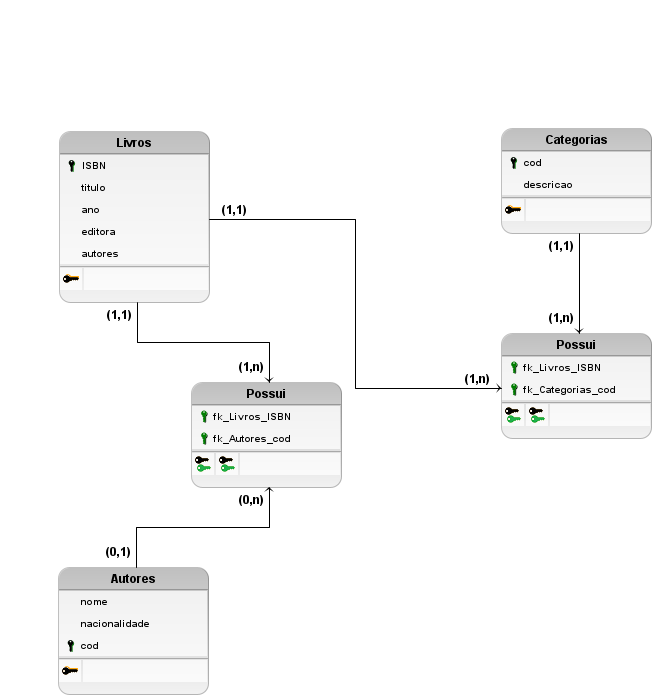 Livros
ISBN
titulo
ano
editora
autores
(1,1)
(1,1)
Categorias
cod
descricao
(1,1)
(1,n)
Possui
fk_Livros_ISBN
fk_Categorias_cod
(1,n)
(1,n)
Possui
fk_Livros_ISBN
fk_Autores_cod
(0,n)
(0,1)
Autores
nome
nacionalidade
cod